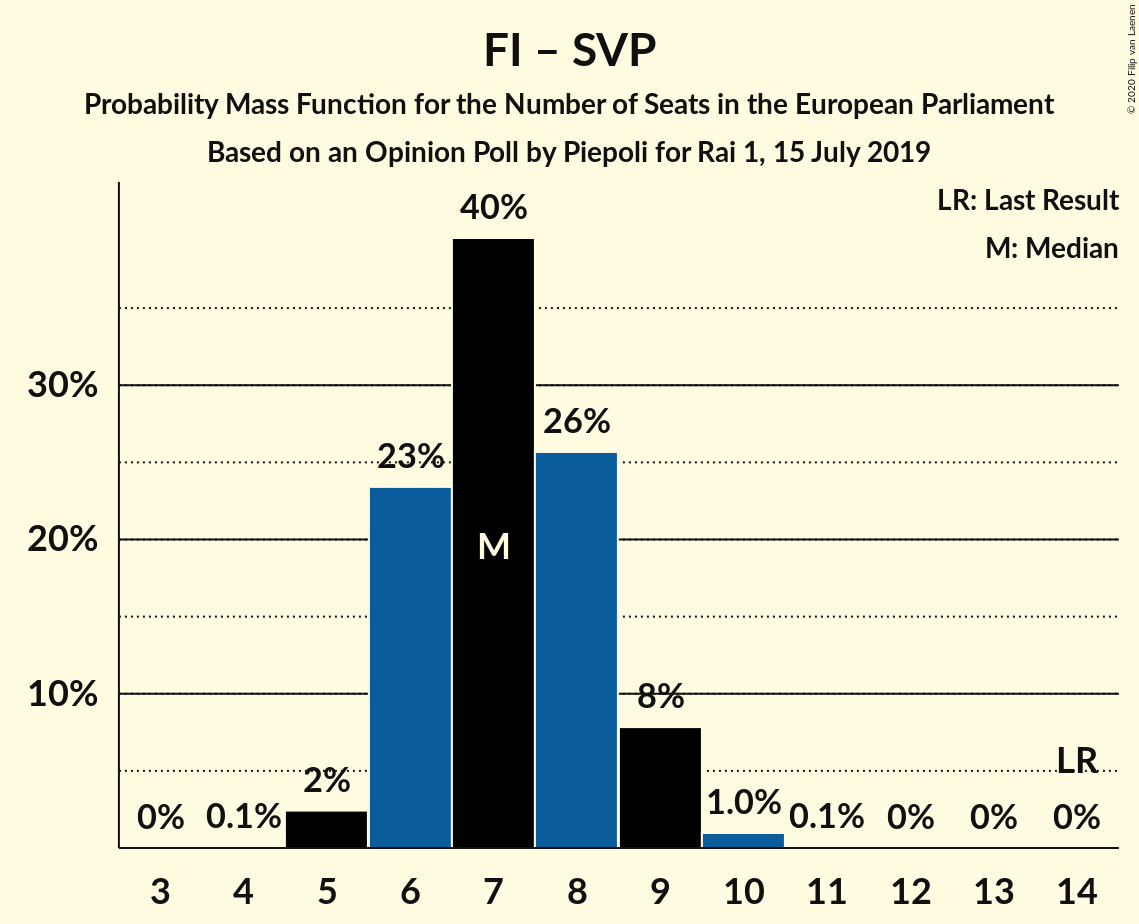 FI – SVP
Probability Mass Function for the Number of Seats in the European Parliament
Based on an Opinion Poll by Piepoli for Rai 1, 15 July 2019
© 2020 Filip van Laenen
LR: Last Result
M: Median
40%
30%
26%
23%
20%
M
10%
8%
LR
2%
0% 0.1% 1.0% 0.1% 0% 0% 0%
3 4 5 6 7 8 9 10 11 12 13 14